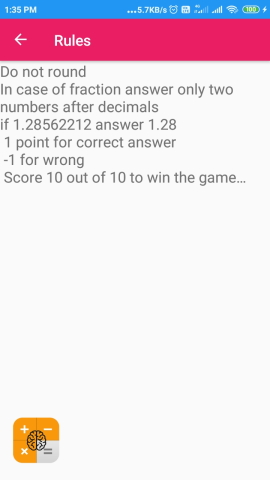 1:35 PM ...5.7KB/s 100
Rules
Do not round
In case of fraction answer only two
numbers after decimals
if 1.28562212 answer 1.28
1 point for correct answer
-1 for wrong
Score 10 out of 10 to win the game...